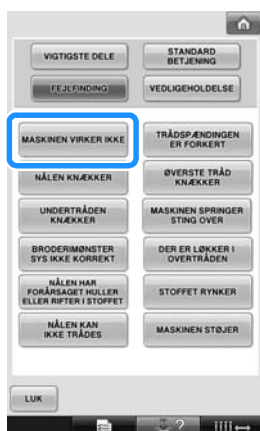 VIGTIGSTE DELE
STANDARD
BETJENING
FEJLFINDING
VEDLIGEHOLDELSE
MASKINEN VIRKER IKKE
TRÅDSPÆNDINGEN
ER FORKERT
NÅLEN KNÆKKER
ØVERSTE TRÅD
KNÆKKER
UNDERTRÅDEN
KNÆKKER
MASKINEN SPRINGER
STING OVER
BRODERIMØNSTER
SYS IKKE KORREKT
DER ER LØKKER I
OVERTRÅDEN
NÅLEN HAR
FORÅRSAGET HULLER
ELLER RIFTER I STOFFET
STOFFET RYNKER
NÅLEN KAN
IKKE TRÅDES
MASKINEN STØJER
LUK
?